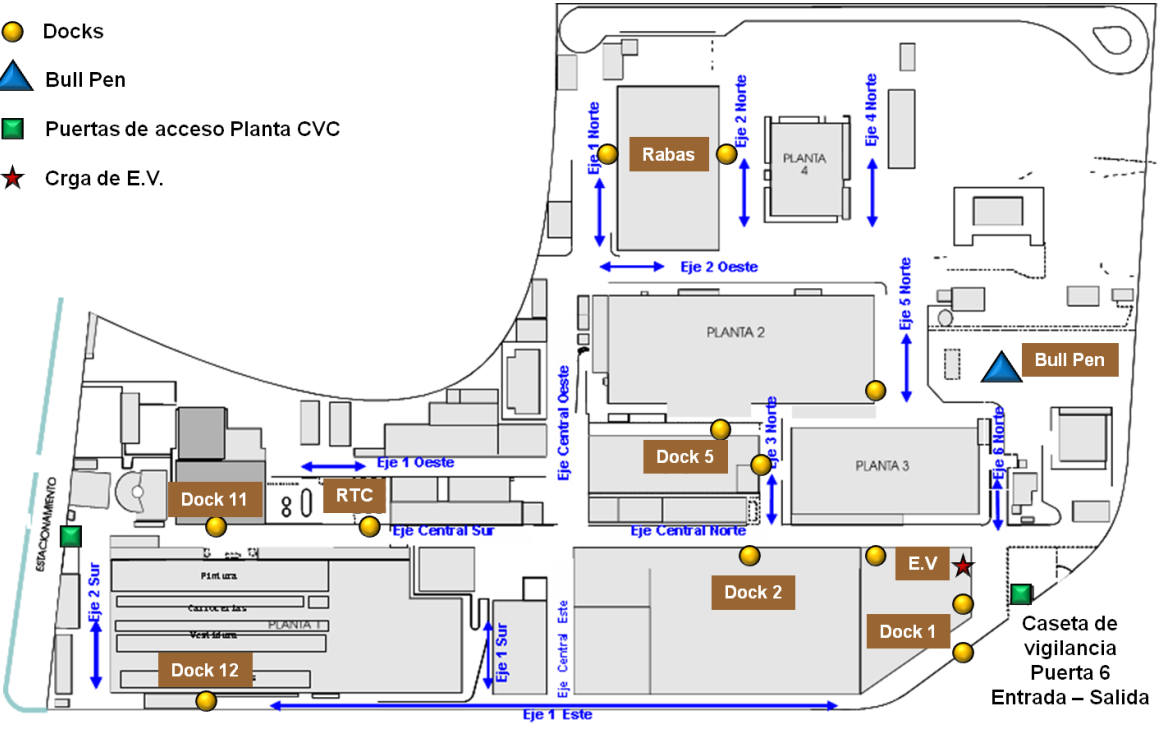 Docks
Bull Pen
Puertas de acceso Planta CVC
Crga de E.V.
Eje 1 Norte
Rabas
Eje 2 Norte
PLANTA
4
Eje 4 Norte
Eje 2 Oeste
Eje 5 Norte
PLANTA 2
Bull Pen
Eje Central Oeste
Eje 3 Norte
Eje 6 Norte
Dock 5
PLANTA 3
Eje 1 Oeste
Dock 11
RTC
Eje Central Sur
Eje Central Norte
ESTACIONAMIENTO
Pintura
Carrocerias
PLANTA 1
Vestidura
Eje 2 Sur
Dock 12
Eje 1 Sur
Eje Central Este
Dock 2
E.V
Dock 1
Caseta de
vigilancia
Puerta 6
Entrada – Salida
Eje 1 Este